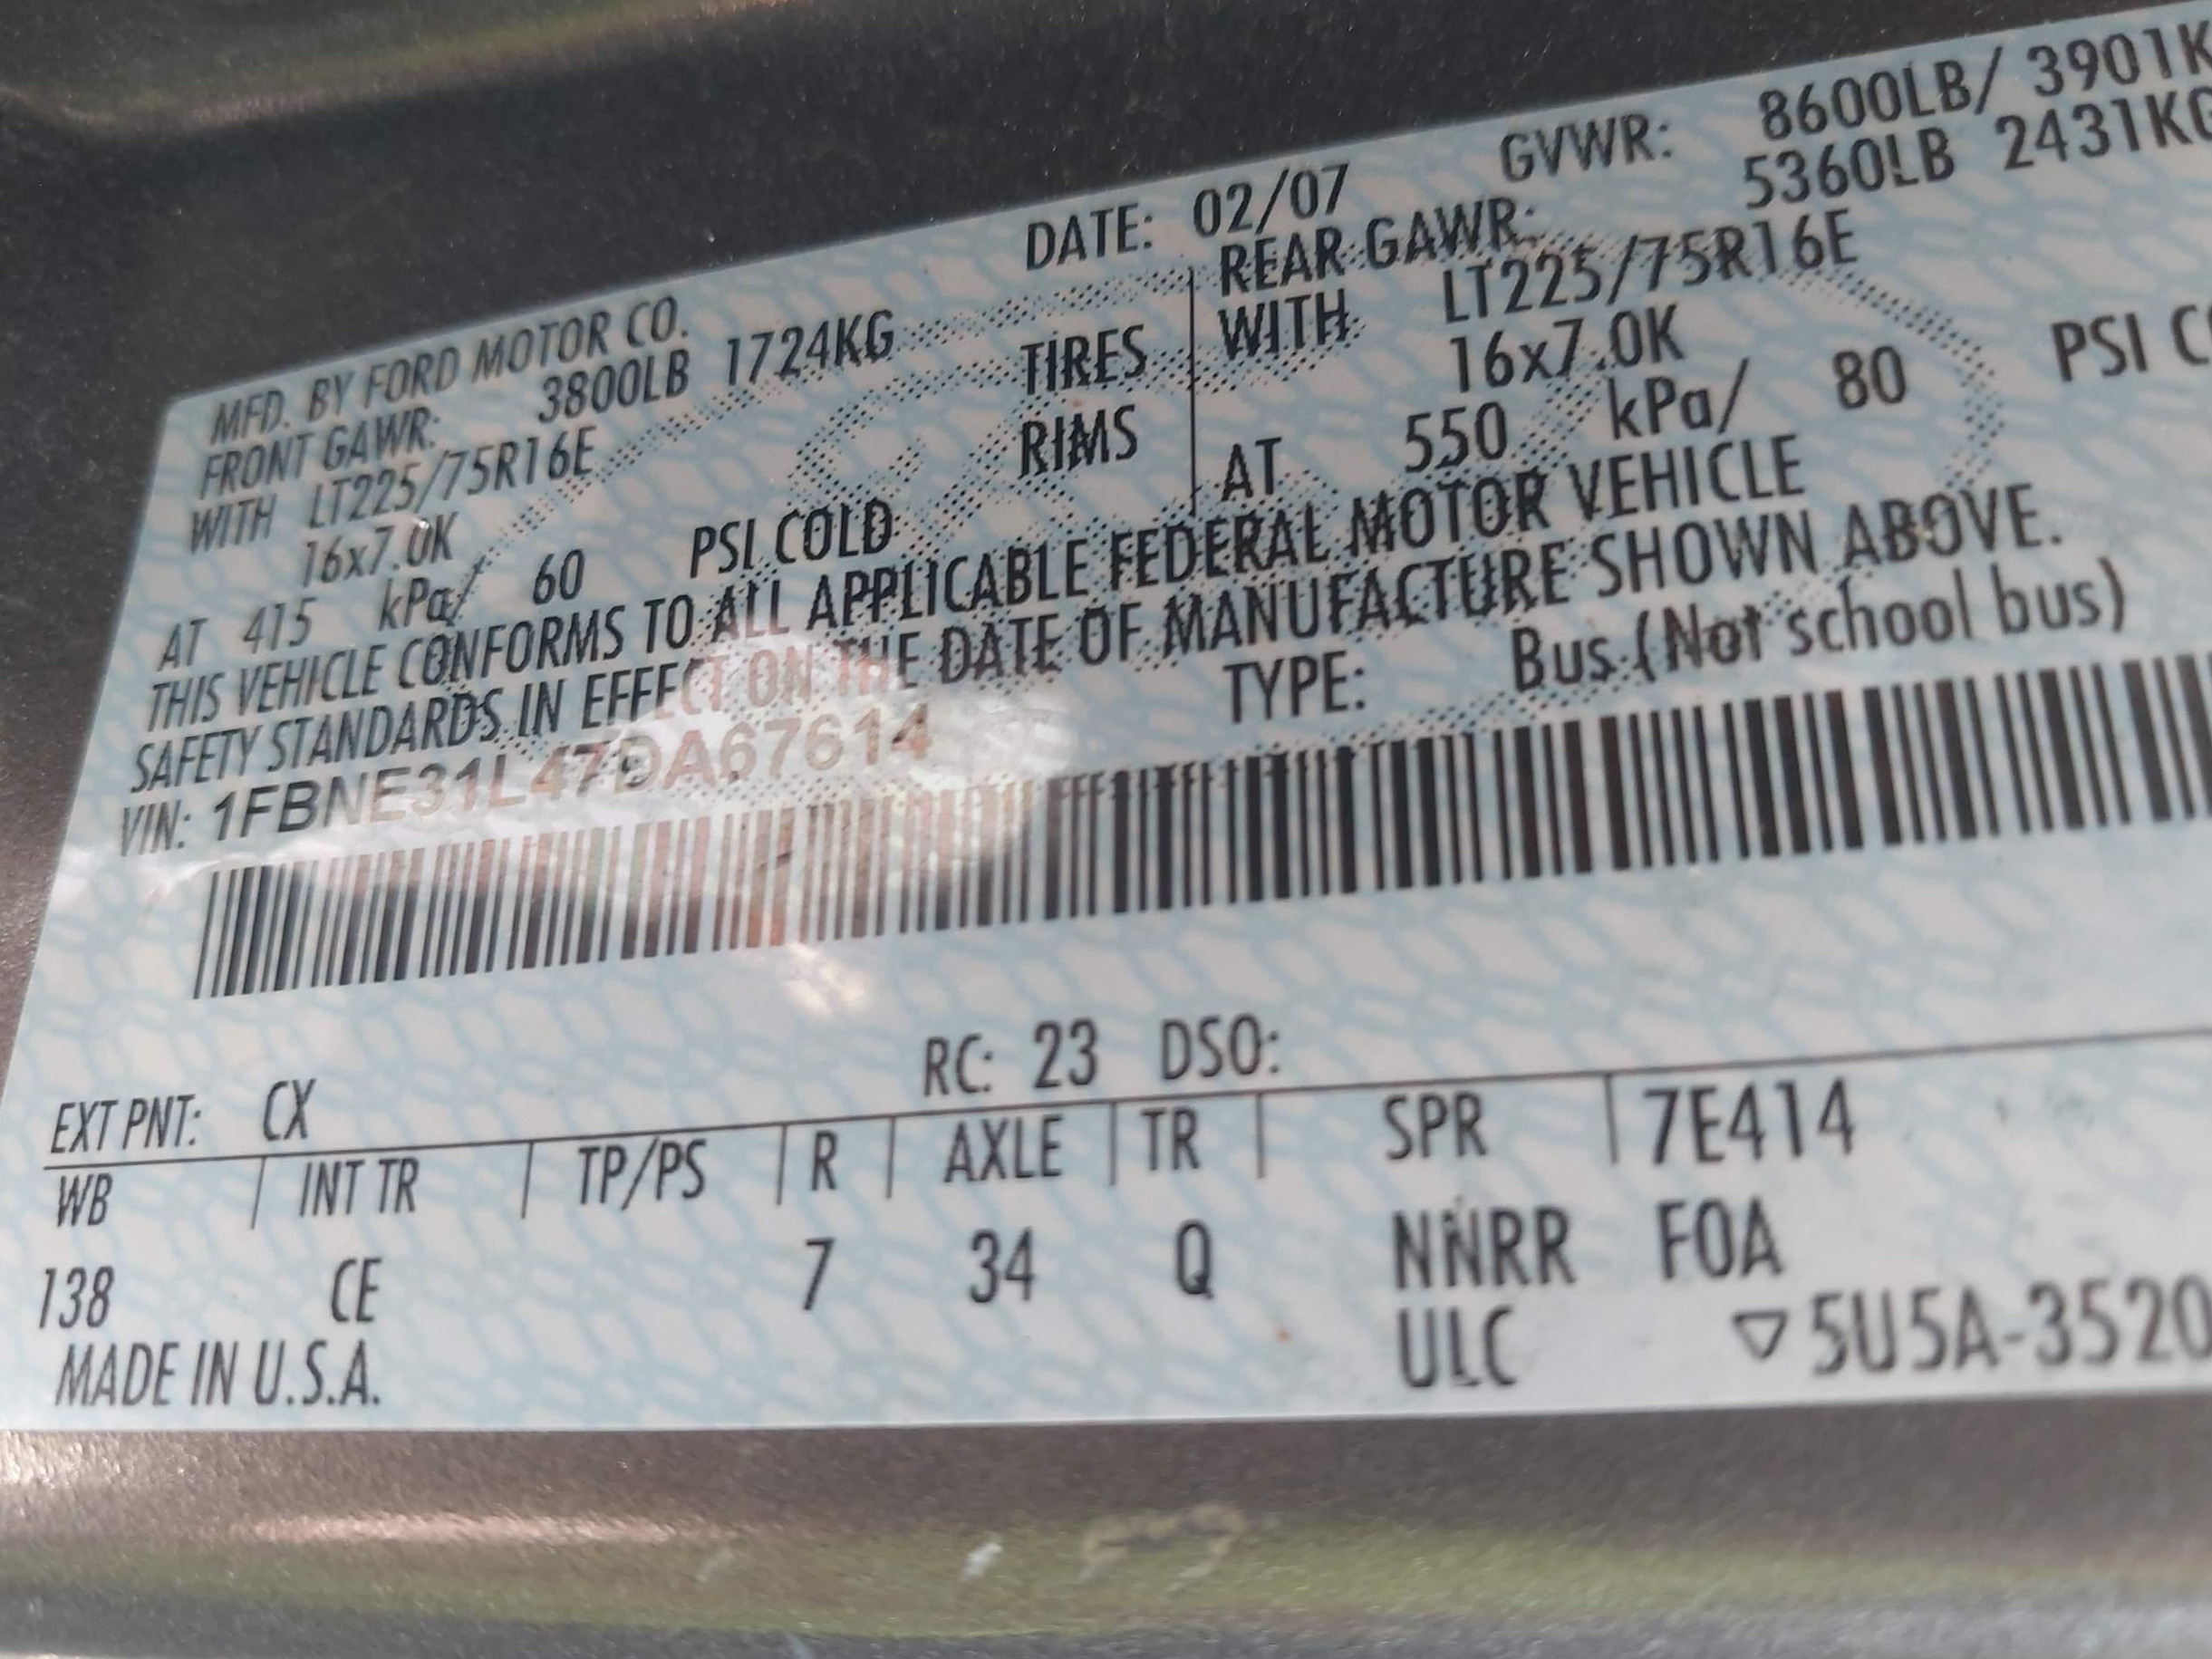 MFD. BY FORD MOTOR CO. DATE: 02/07 GVWR: 8600LB/ 3901K
FRONT GAWR: 3800LB 1724KG REAR GAWR: 5360LB 2431KG
WITH LT225/75R16E TIRES WITH LT225/75R16E
16x7.0K RIMS 16x7.0K
AT 415 kPa/ 60 PSI COLD AT 550 kPa/ 80 PSI C
THIS VEHICLE CONFORMS TO ALL APPLICABLE FEDERAL MOTOR VEHICLE
SAFETY STANDARDS IN EFFECT ON THE DATE OF MANUFACTURE SHOWN ABOVE.
VIN: 1FBNE31L47DA67614 TYPE: Bus (Not school bus)
EXT PNT: CX RC: 23 DSO:
WB INT TR TP/PS R AXLE TR SPR 7E414
138 CE 7 34 Q NNRR FOA
MADE IN U.S.A. ULC ▽5U5A-3520